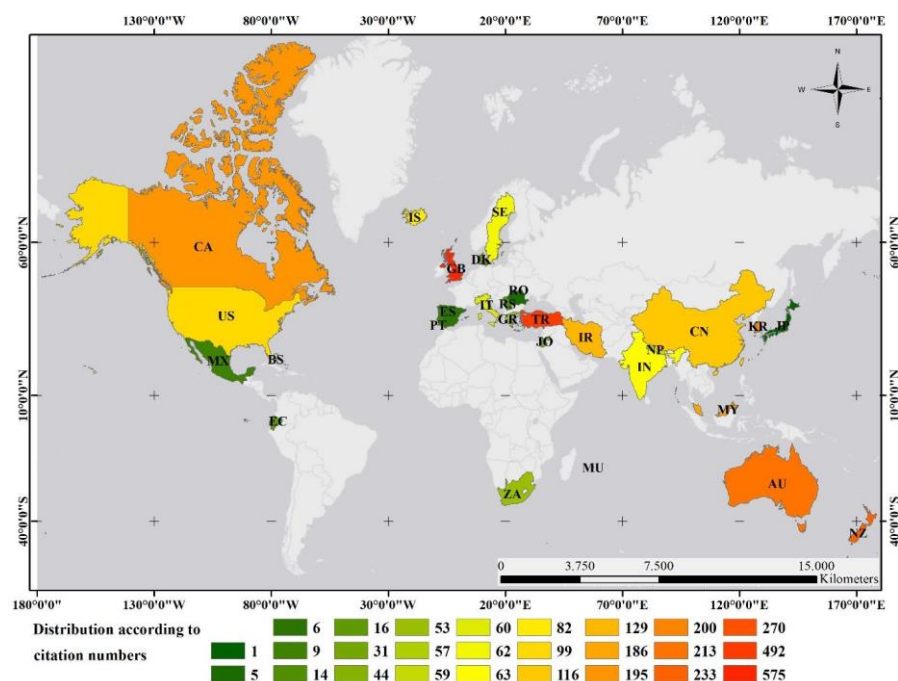 130°0'0"W 80°0'0"W 30°0'0"W 20°0'0"E 70°0'0"E 120°0'0"E 170°0'0"E
N
W E
S
IS
SE
CA
60°0'0"N 60°0'0"N
GB
DK
RO
IT
RS
ES
US
GR
TR
PT
CN
KR
JP
IR
JO
NP
MX
BS
IN
10°0'0"N 10°0'0"N
MY
EC
MU
AU
ZA
40°0'0"S 40°0'0"S
NZ
0 3.750 7.500 15.000
Kilometers
180°0'0"W 130°0'0"W 80°0'0"W 30°0'0"W 20°0'0"E 70°0'0"E 120°0'0"E 170°0'0"W
Distribution according to
citation numbers
6 16 53 60 82 129 200 270
1 9 31 57 62 99 186 213 492
5 14 44 59 63 116 195 233 575